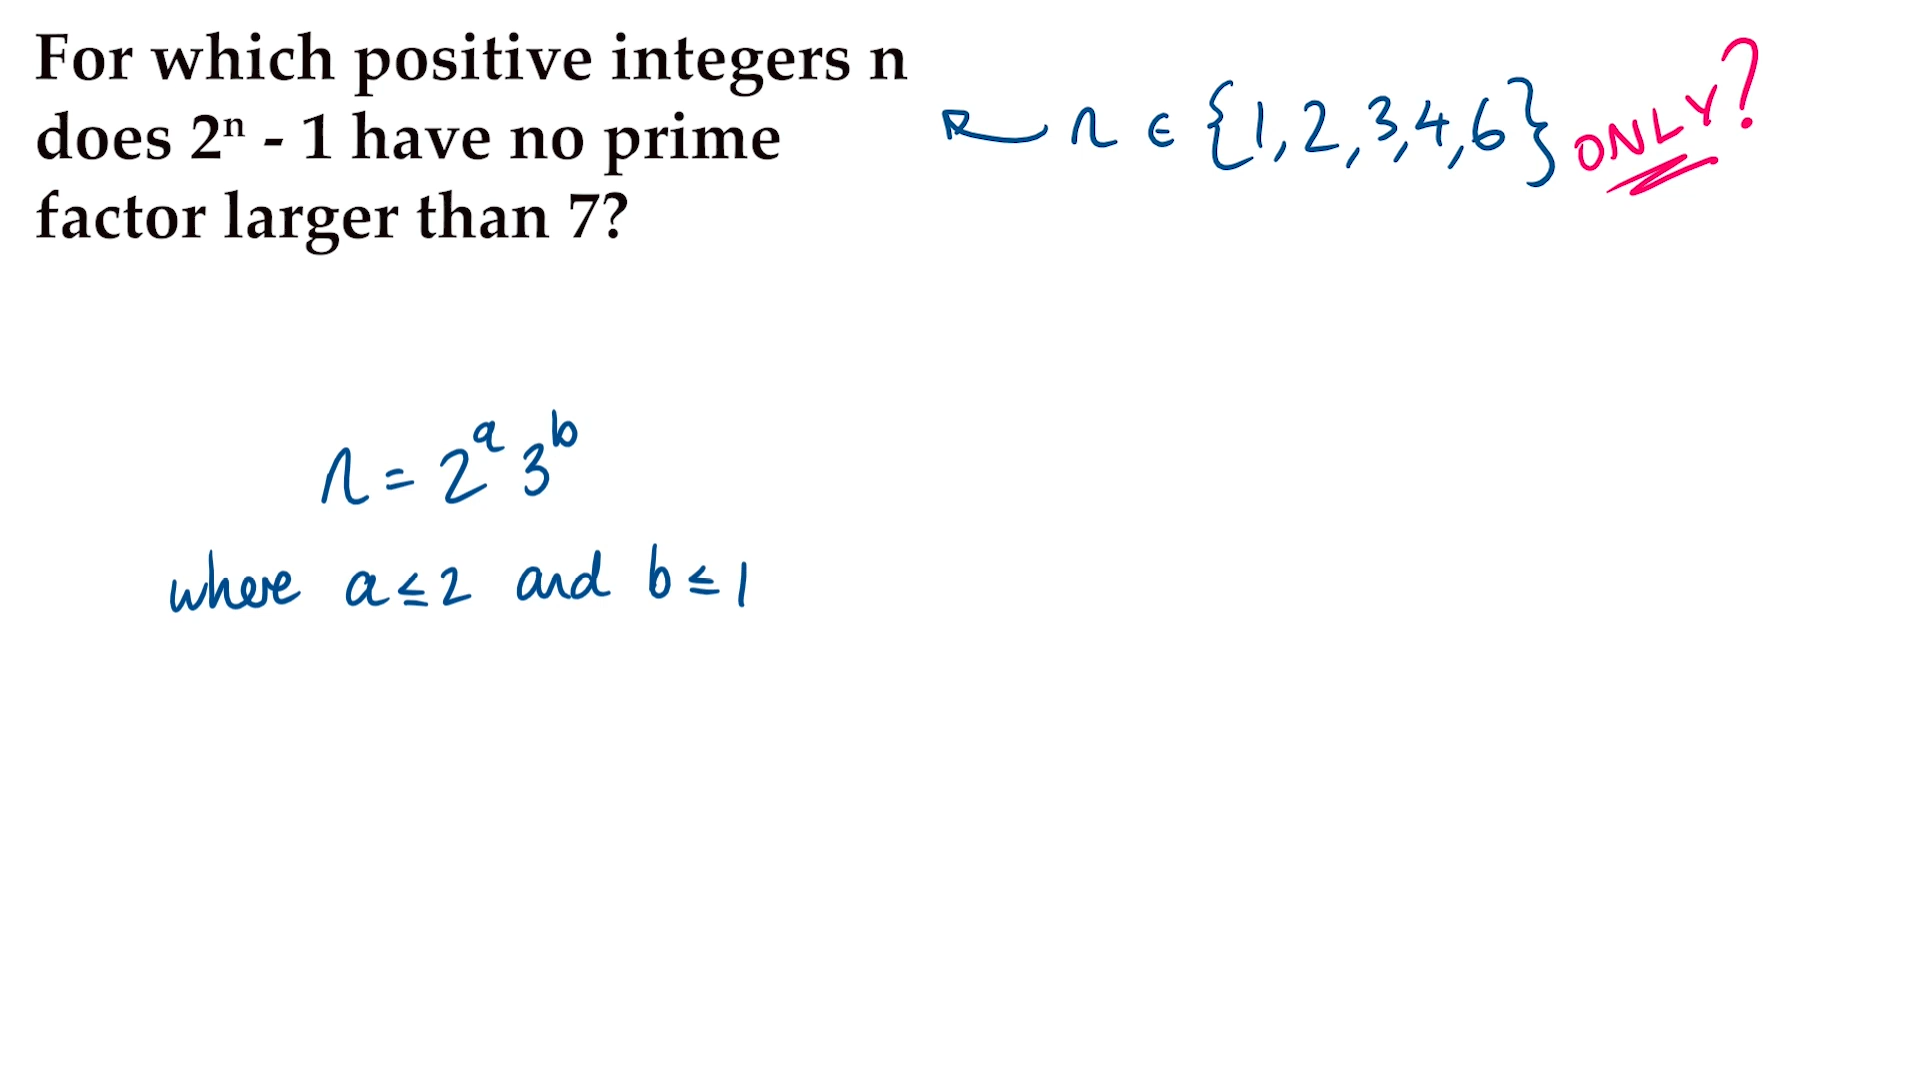 For which positive integers n
does 2ⁿ - 1 have no prime
factor larger than 7?
n ∈ {1,2,3,4,6} ONLY?
n = 2ᵃ 3ᵇ
where a ≤ 2 and b ≤ 1